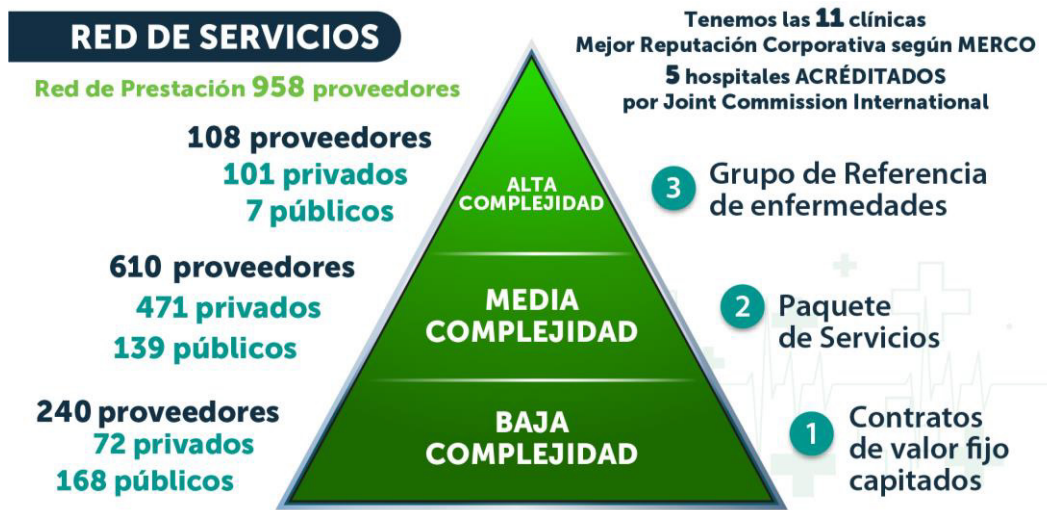 RED DE SERVICIOS
Red de Prestación 958 proveedores
Tenemos las 11 clínicas
Mejor Reputación Corporativa según MERCO
5 hospitales ACRÉDITADOS
por Joint Commission International
108 proveedores
101 privados
7 públicos
ALTA
COMPLEJIDAD
3 Grupo de Referencia
de enfermedades
610 proveedores
471 privados
139 públicos
MEDIA
COMPLEJIDAD
2 Paquete
de Servicios
240 proveedores
72 privados
168 públicos
BAJA
COMPLEJIDAD
1 Contratos
de valor fijo
capitados